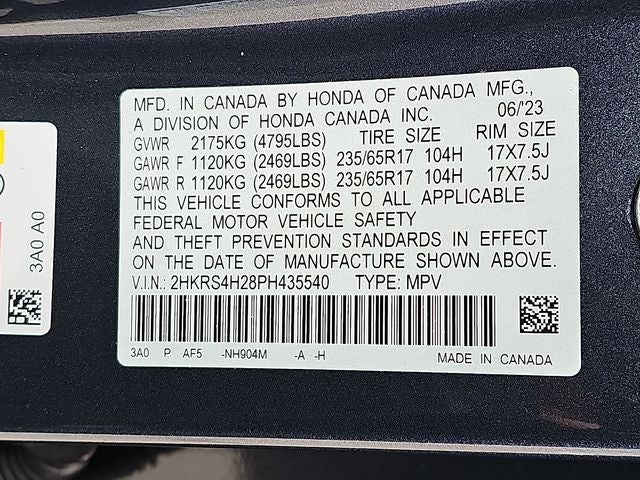 MFD. IN CANADA BY HONDA OF CANADA MFG.,
A DIVISION OF HONDA CANADA INC. 06/'23
GVWR 2175KG (4795LBS) TIRE SIZE RIM SIZE
GAWR F 1120KG (2469LBS) 235/65R17 104H 17X7.5J
GAWR R 1120KG (2469LBS) 235/65R17 104H 17X7.5J
THIS VEHICLE CONFORMS TO ALL APPLICABLE
FEDERAL MOTOR VEHICLE SAFETY
AND THEFT PREVENTION STANDARDS IN EFFECT
ON THE DATE OF MANUFACTURE SHOWN ABOVE.
V.I.N.: 2HKRS4H28PH435540 TYPE: MPV
3A0 P AF5 -NH904M -A -H MADE IN CANADA
3A0 A0